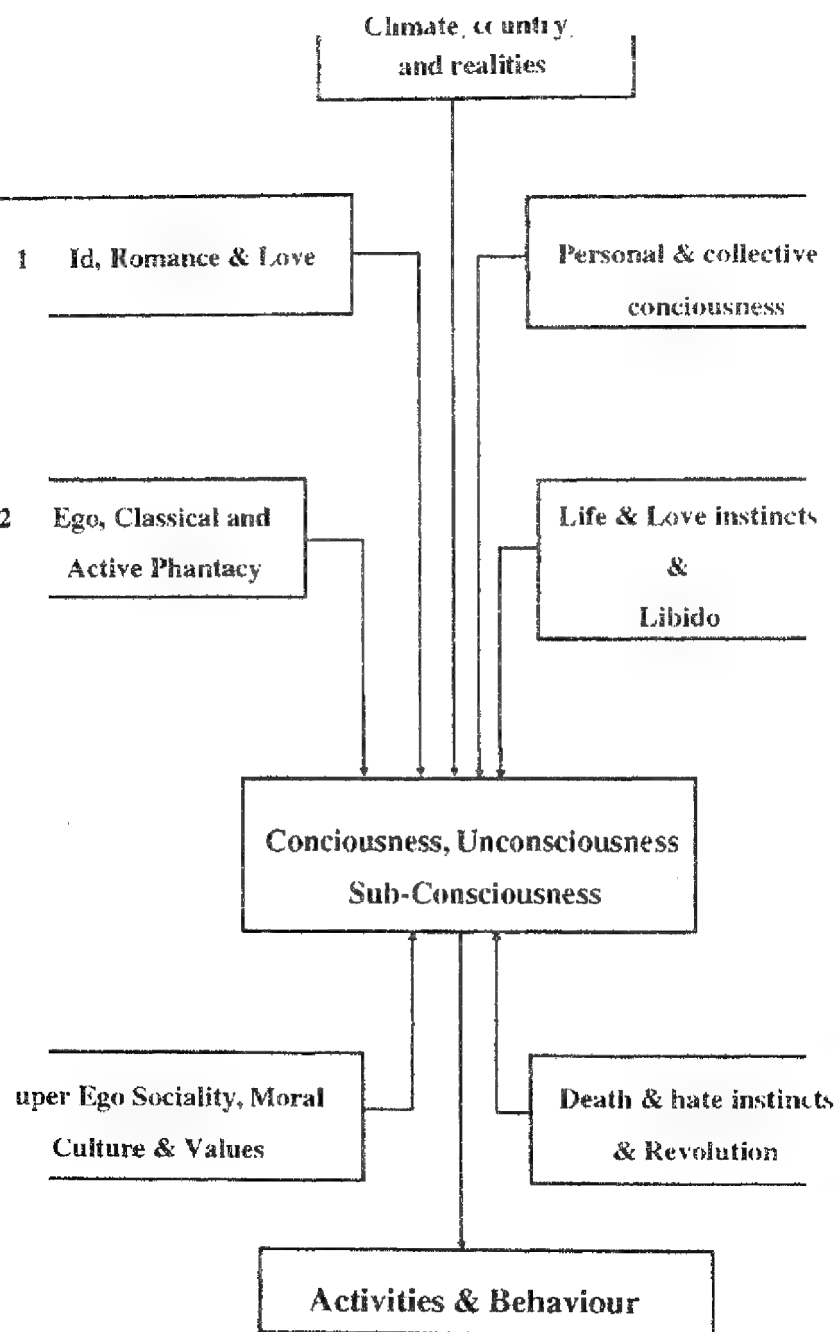 Climate, country,
and realities
1 Id, Romance & Love
Personal & collective
conciousness
2 Ego, Classical and
Active Phantacy
Life & Love instincts
&
Libido
Conciousness, Unconsciousness
Sub-Consciousness
uper Ego Sociality, Moral
Culture & Values
Death & hate instincts
& Revolution
Activities & Behaviour